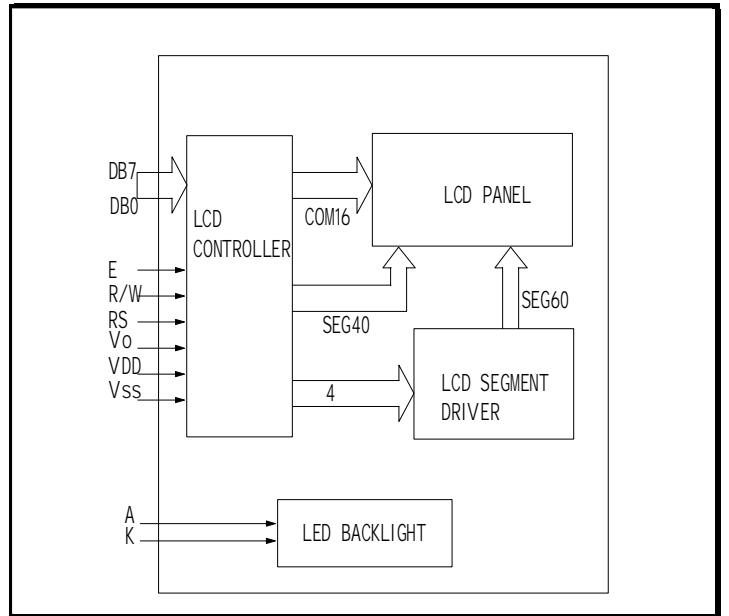 DB7
DB0
LCD
CONTROLLER
COM16
LCD PANEL
E
R/W
RS
Vo
VDD
Vss
SEG40
SEG60
4
LCD SEGMENT
DRIVER
A
K
LED BACKLIGHT